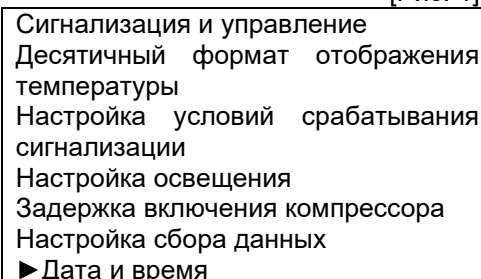 Сигнализация и управление
Десятичный формат отображения
температуры
Настройка условий срабатывания
сигнализации
Настройка освещения
Задержка включения компрессора
Настройка сбора данных
►Дата и время